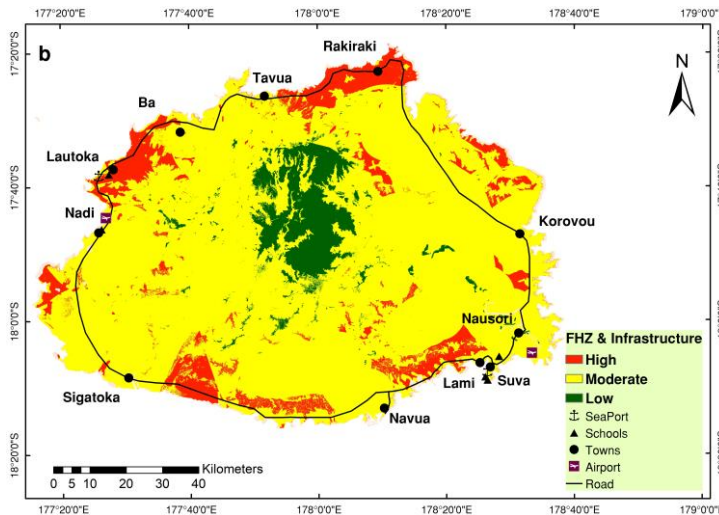 177°20'0"E 177°40'0"E 178°0'0"E 178°20'0"E 178°40'0"E 179°0'0"E
b
17°20'0"S
17°40'0"S
18°0'0"S
18°20'0"S
N
Rakiraki
Tavua
Ba
Lautoka
Nadi
Korovou
Nausori
Lami
Suva
Sigatoka
Navua
FHZ & Infrastructure
High
Moderate
Low
SeaPort
Schools
Towns
Airport
Road
Kilometers
0 5 10 20 30 40
177°20'0"E 177°40'0"E 178°0'0"E 178°20'0"E 178°40'0"E 179°0'0"E